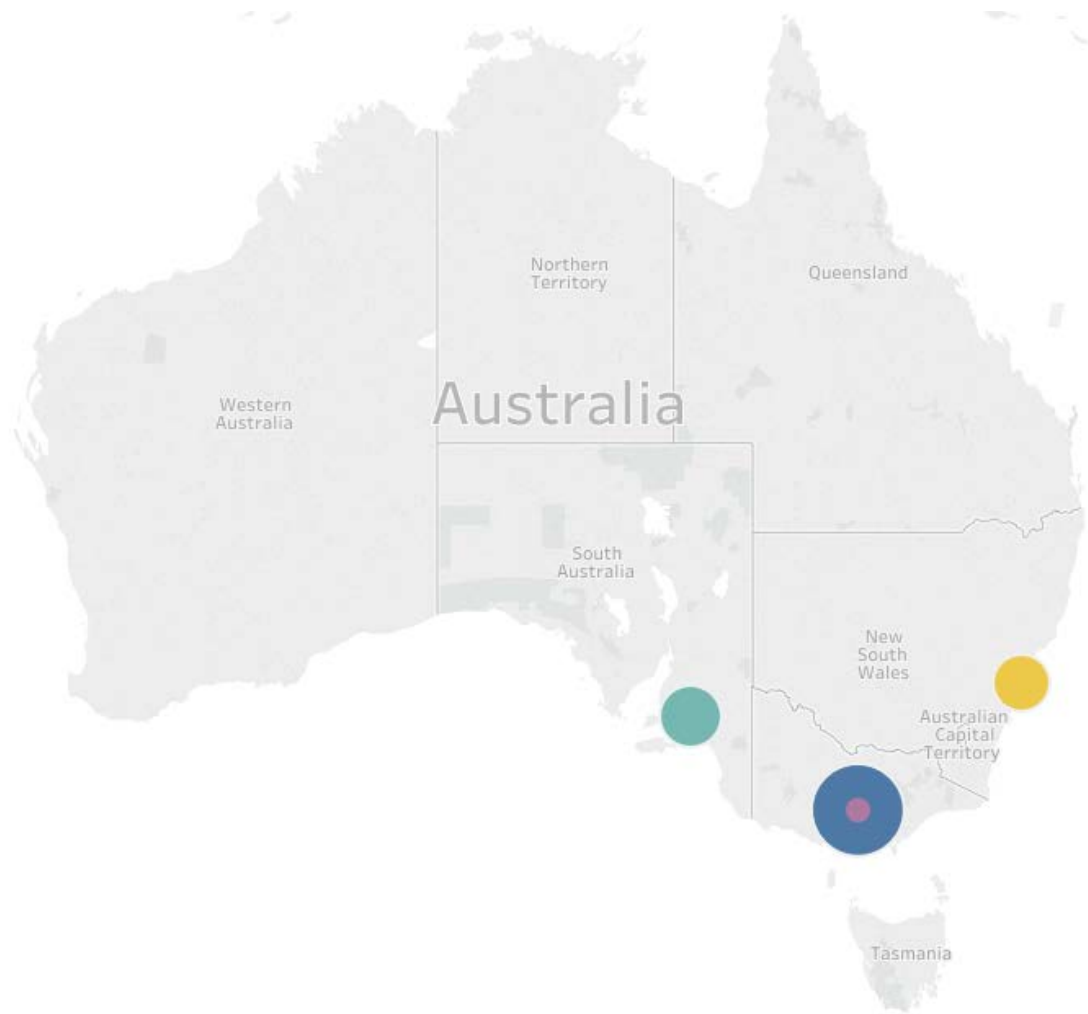 Northern
Territory
Queensland
Australia
Western
Australia
South
Australia
New
South
Wales
Australian
Capital
Territory
Tasmania